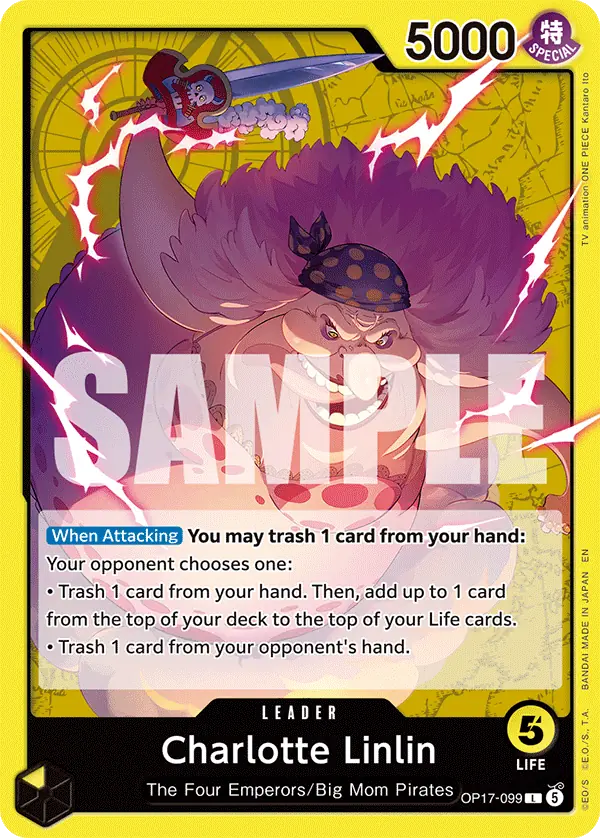 5000
特
SPECIAL
TV animation ONE PIECE Kantaro Ito
SAMPLE
When Attacking You may trash 1 card from your hand:
Your opponent chooses one:
• Trash 1 card from your hand. Then, add up to 1 card
from the top of your deck to the top of your Life cards.
• Trash 1 card from your opponent's hand.
©E.O/S ©E.O./S., T.A. BANDAI MADE IN JAPAN EN
LEADER
Charlotte Linlin
5
LIFE
The Four Emperors/Big Mom Pirates
OP17-099 L 5